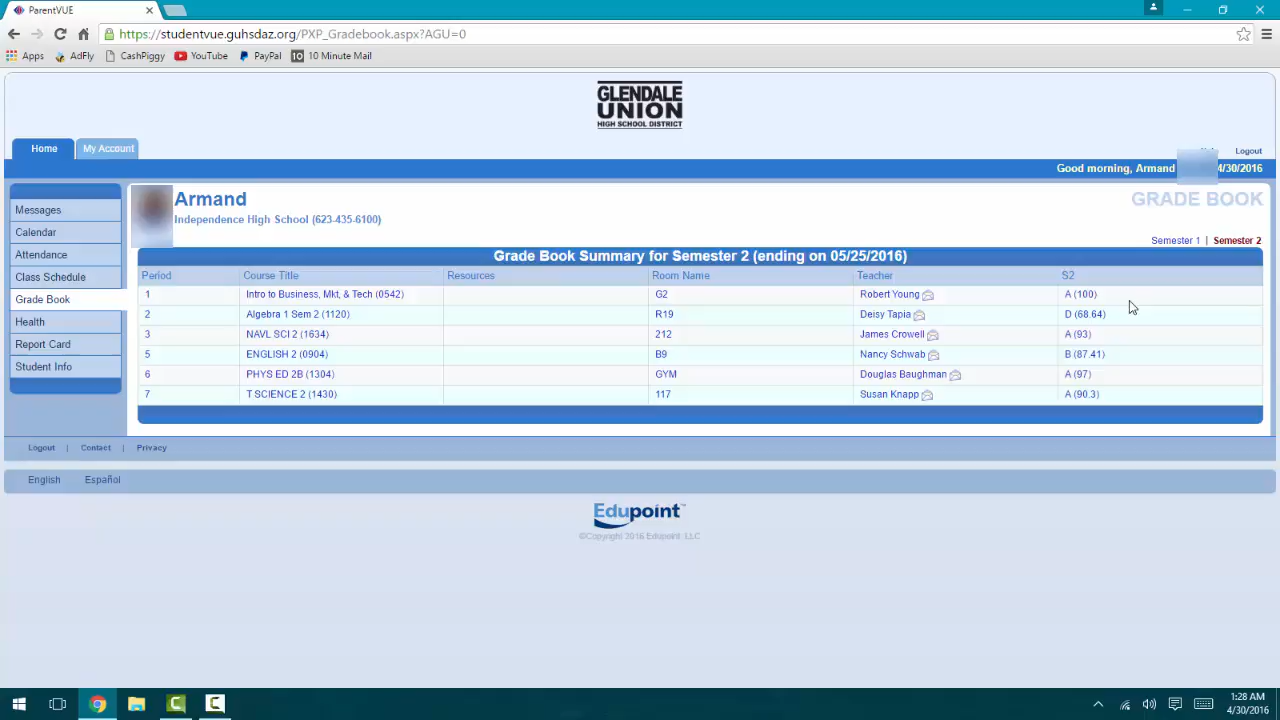 ParentVUE
https://studentvue.guhsdaz.org/PXP_Gradebook.aspx?AGU=0
Apps AdFly CashPiggy YouTube PayPal 10 10 Minute Mail
GLENDALE
UNION
HIGH SCHOOL DISTRICT
Home My Account Logout
Good morning, Armand 4/30/2016
Armand GRADE BOOK
Independence High School (623-435-6100)
Semester 1 | Semester 2
Messages
Calendar
Attendance
Class Schedule
Grade Book
Health
Report Card
Student Info
Grade Book Summary for Semester 2 (ending on 05/25/2016)
Period Course Title Resources Room Name Teacher S2
1 Intro to Business, Mkt, & Tech (0542) G2 Robert Young A (100)
2 Algebra 1 Sem 2 (1120) R19 Deisy Tapia D (68.64)
3 NAVL SCI 2 (1634) 212 James Crowell A (93)
5 ENGLISH 2 (0904) B9 Nancy Schwab B (87.41)
6 PHYS ED 2B (1304) GYM Douglas Baughman A (97)
7 T SCIENCE 2 (1430) 117 Susan Knapp A (90.3)
Logout | Contact | Privacy
English Español
Edupoint™
©Copyright 2016 Edupoint, LLC
1:28 AM
4/30/2016